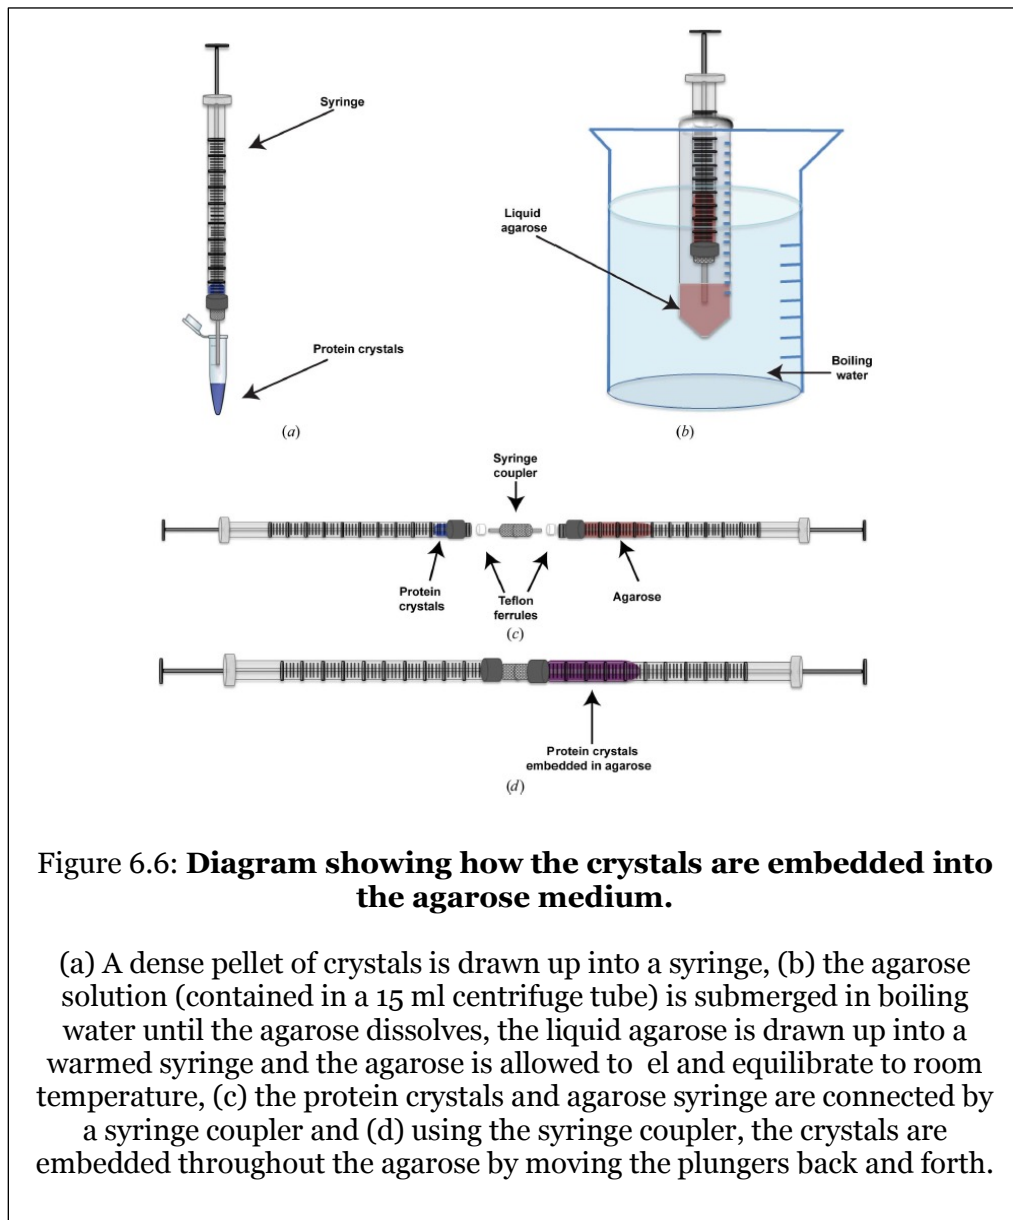 Syringe
Protein crystals
(a)
Liquid
agarose
Boiling
water
(b)
Syringe
coupler
Protein
crystals
Teflon
ferrules
Agarose
(c)
Protein crystals
embedded in agarose
(d)
Figure 6.6: Diagram showing how the crystals are embedded into
the agarose medium.
(a) A dense pellet of crystals is drawn up into a syringe, (b) the agarose
solution (contained in a 15 ml centrifuge tube) is submerged in boiling
water until the agarose dissolves, the liquid agarose is drawn up into a
warmed syringe and the agarose is allowed to el and equilibrate to room
temperature, (c) the protein crystals and agarose syringe are connected by
a syringe coupler and (d) using the syringe coupler, the crystals are
embedded throughout the agarose by moving the plungers back and forth.